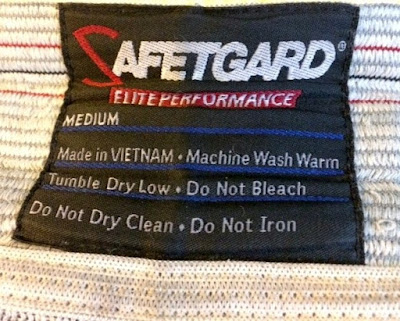 SAFETGARD®
ELITE PERFORMANCE
MEDIUM
Made in VIETNAM • Machine Wash Warm
Tumble Dry Low • Do Not Bleach
Do Not Dry Clean • Do Not Iron